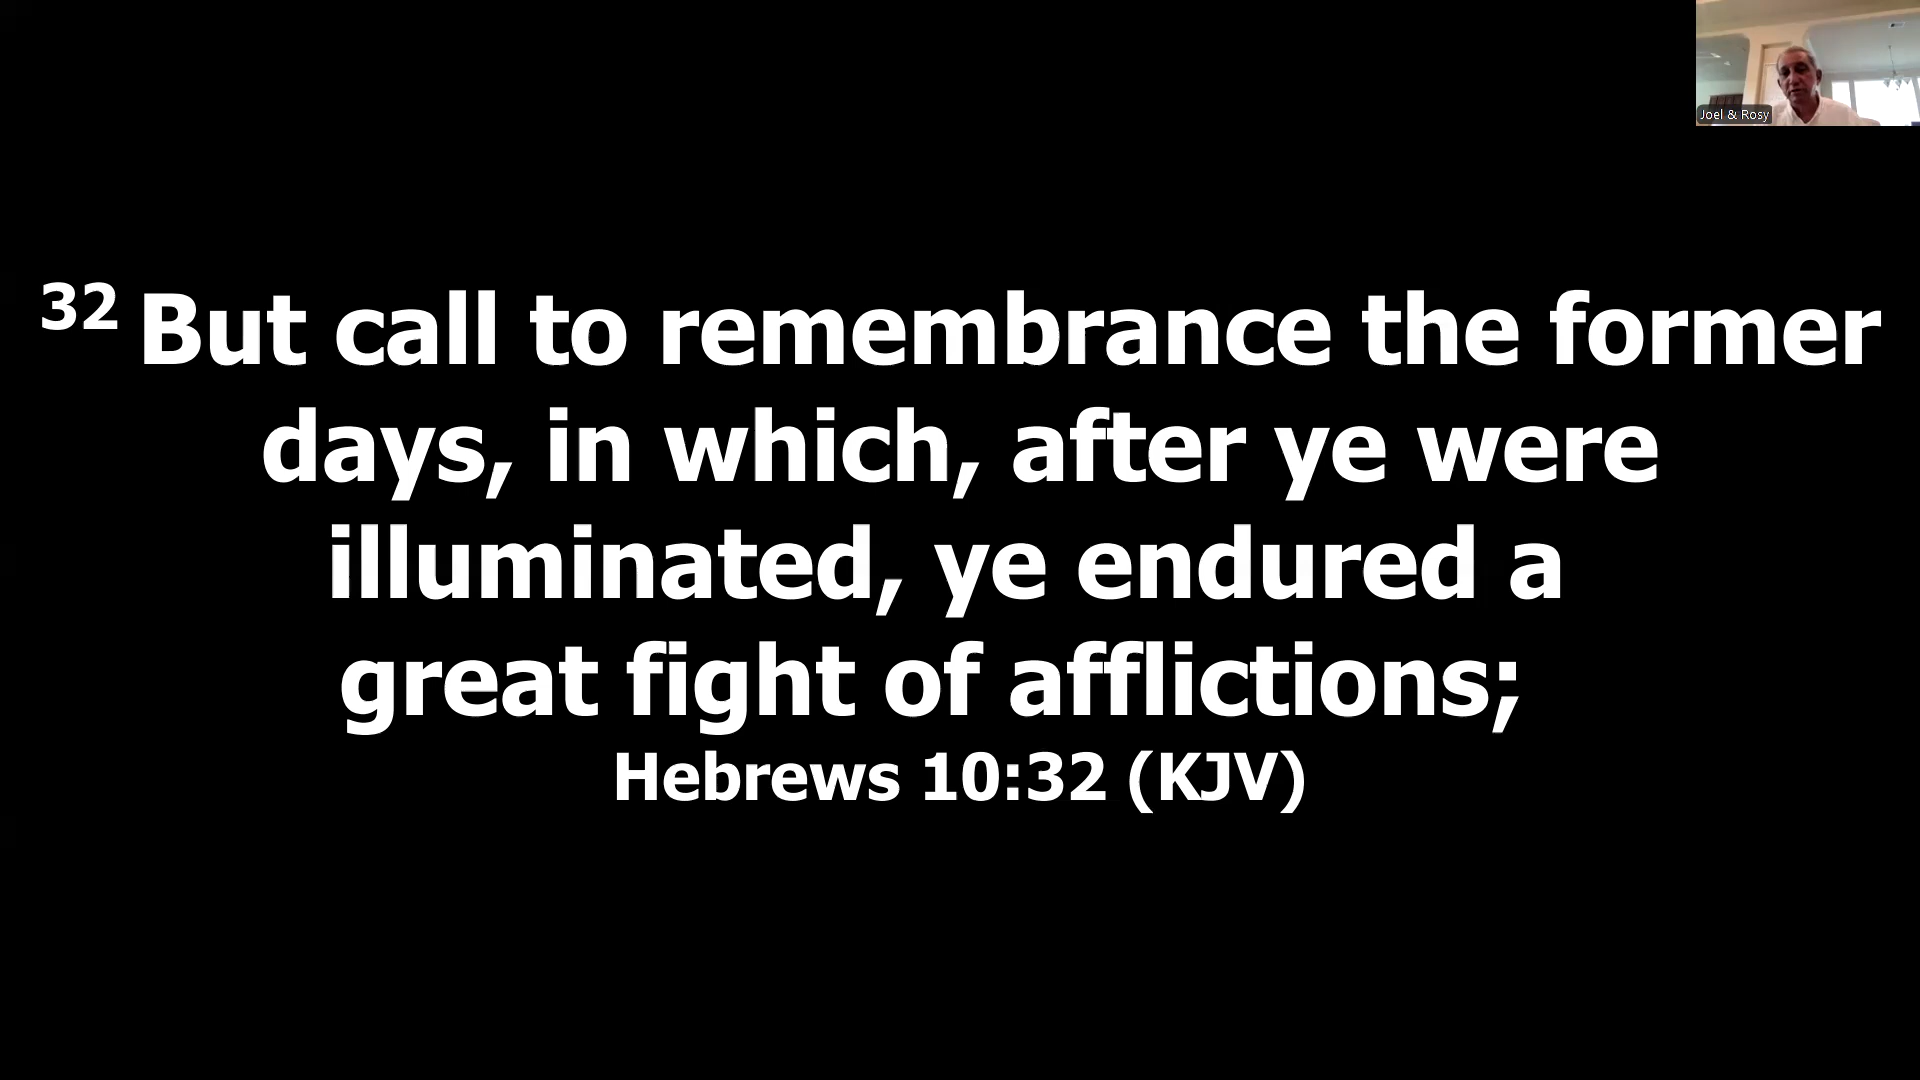 Joel & Rosy
32 But call to remembrance the former
days, in which, after ye were
illuminated, ye endured a
great fight of afflictions;
Hebrews 10:32 (KJV)